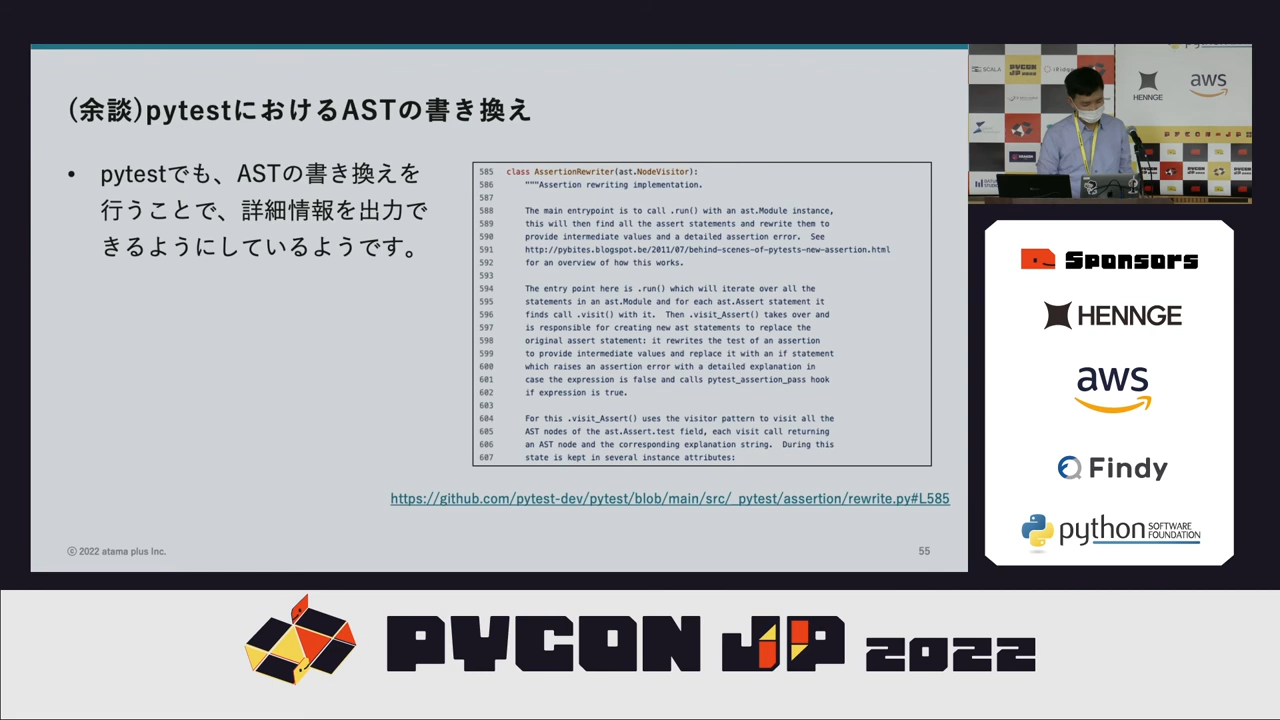 (余談)pytestにおけるASTの書き換え
• pytestでも、ASTの書き換えを
行うことで、詳細情報を出力で
きるようにしているようです。
585 class AssertionRewriter(ast.NodeVisitor):
586 """Assertion rewriting implementation.
587
588 The main entrypoint is to call .run() with an ast.Module instance,
589 this will then find all the assert statements and rewrite them to
590 provide intermediate values and a detailed assertion error.  See
591 http://pybites.blogspot.be/2011/07/behind-scenes-of-pytests-new-assertion.html
592 for an overview of how this works.
593
594 The entry point here is .run() which will iterate over all the
595 statements in an ast.Module and for each ast.Assert statement it
596 finds call .visit() with it.  Then .visit_Assert() takes over and
597 is responsible for creating new ast statements to replace the
598 original assert statement: it rewrites the test of an assertion
599 to provide intermediate values and replace it with an if statement
600 which raises an assertion error with a detailed explanation in
601 case the expression is false and calls pytest_assertion_pass hook
602 if expression is true.
603
604 For this .visit_Assert() uses the visitor pattern to visit all the
605 AST nodes of the ast.Assert.test field, each visit call returning
606 an AST node and the corresponding explanation string.  During this
607 state is kept in several instance attributes:
https://github.com/pytest-dev/pytest/blob/main/src/_pytest/assertion/rewrite.py#L585
© 2022 atama plus Inc.
55
SCALA
PYCON JP 2022
HENNGE
aws
Sponsors
HENNGE
aws
Findy
python SOFTWARE
FOUNDATION
PYCON JP 2022